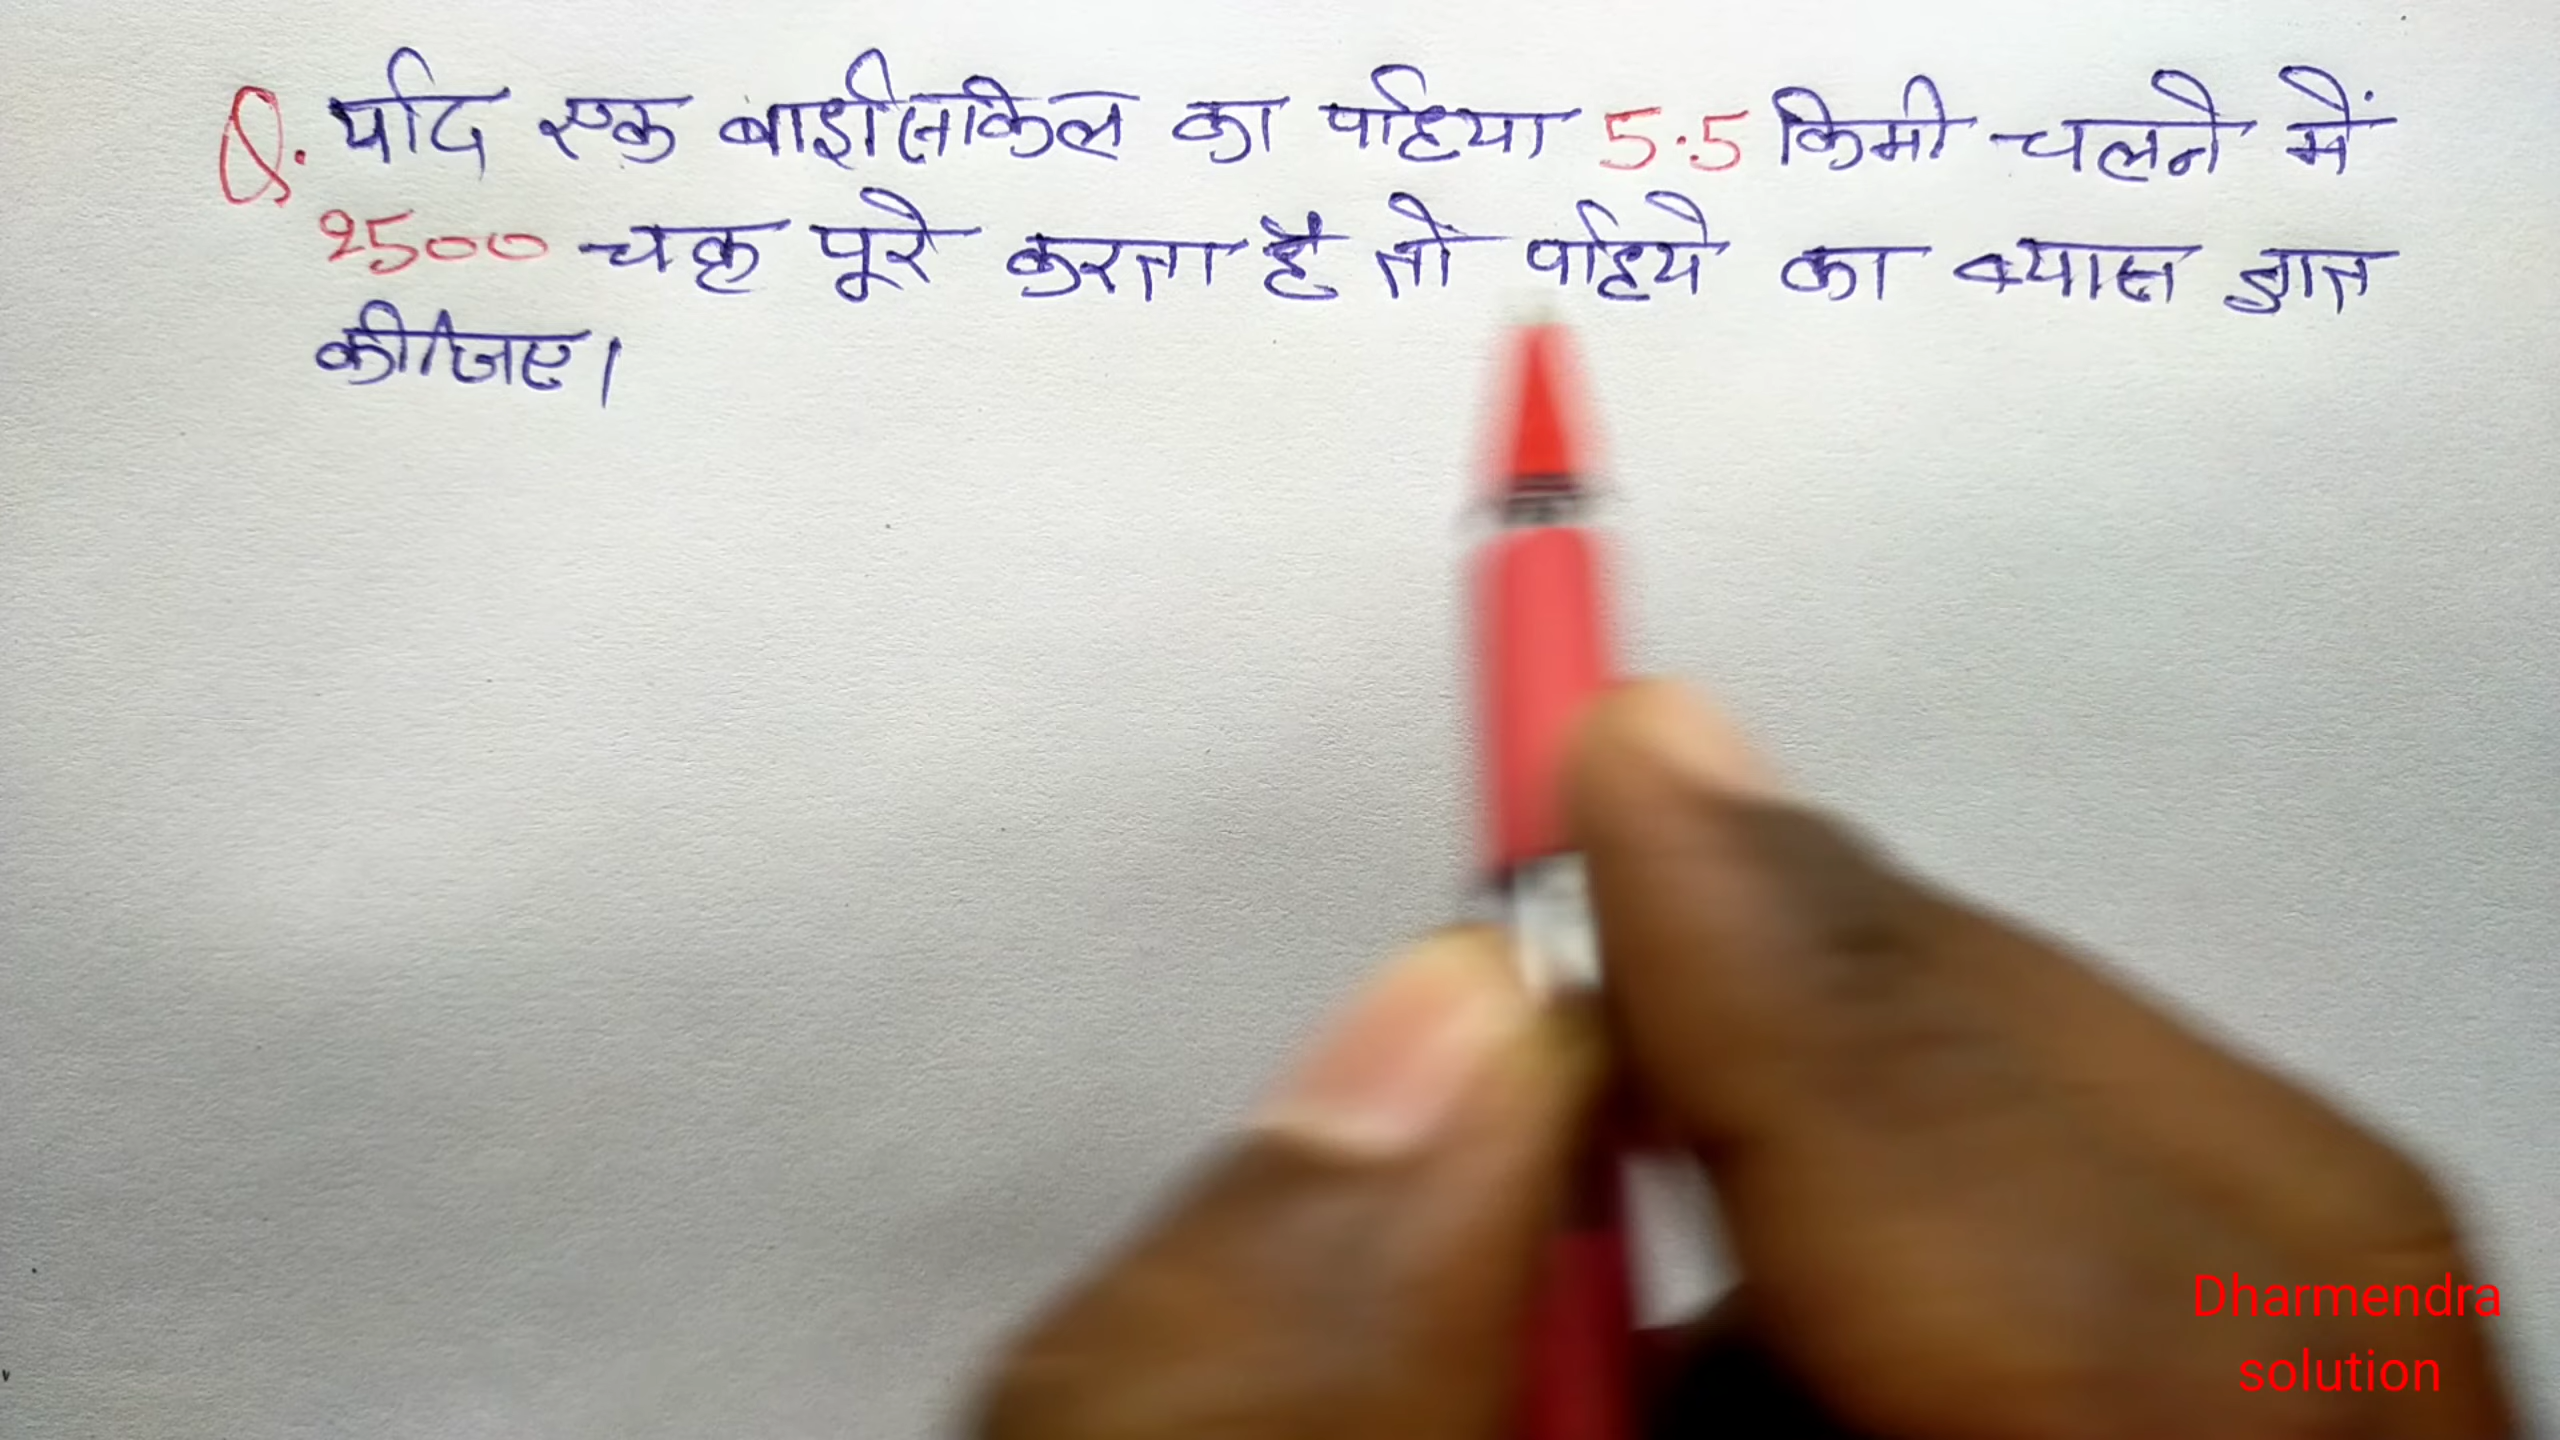 Q. यदि एक बाईसिकिल का पहिया 5.5 किमी चलने में
2500 चक्र पूरे करता है तो पहिये का ब्यास ज्ञात
कीजिए।
Dharmendra
solution